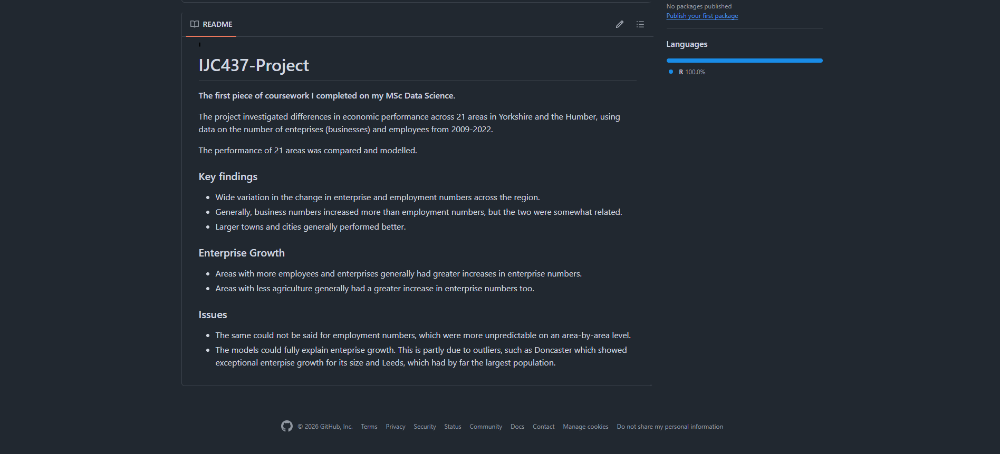 No packages published
Publish your first package
README
Languages
R 100.0%
IJC437-Project
The first piece of coursework I completed on my MSc Data Science.
The project investigated differences in economic performance across 21 areas in Yorkshire and the Humber, using
data on the number of enteprises (businesses) and employees from 2009-2022.
The performance of 21 areas was compared and modelled.
Key findings
Wide variation in the change in enterprise and employment numbers across the region.
Generally, business numbers increased more than employment numbers, but the two were somewhat related.
Larger towns and cities generally performed better.
Enterprise Growth
Areas with more employees and enterprises generally had greater increases in enterprise numbers.
Areas with less agriculture generally had a greater increase in enterprise numbers too.
Issues
The same could not be said for employment numbers, which were more unpredictable on an area-by-area level.
The models could fully explain enteprise growth. This is partly due to outliers, such as Doncaster which showed
exceptional enterpise growth for its size and Leeds, which had by far the largest population.
© 2026 GitHub, Inc. Terms Privacy Security Status Community Docs Contact Manage cookies Do not share my personal information